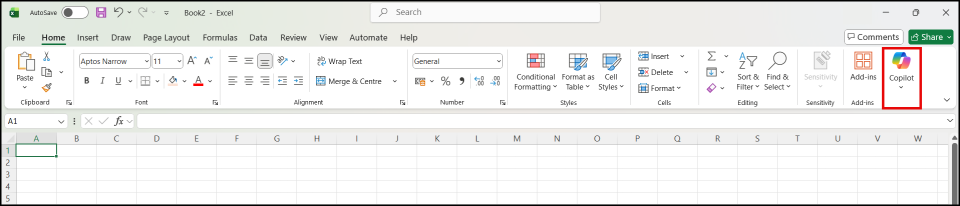 AutoSave Off Book2 - Excel Search
File Home Insert Draw Page Layout Formulas Data Review View Automate Help Comments Share
Paste Aptos Narrow 11 Wrap Text General Conditional Formatting Format as Table Cell Styles Insert Sort & Filter Find & Select Sensitivity Add-ins Copilot
B I U Merge & Centre % Delete
Format
Clipboard Font Alignment Number Styles Cells Editing Sensitivity Add-ins
A1 fx
A B C D E F G H I J K L M N O P Q R S T U V W
1
2
3
4
5